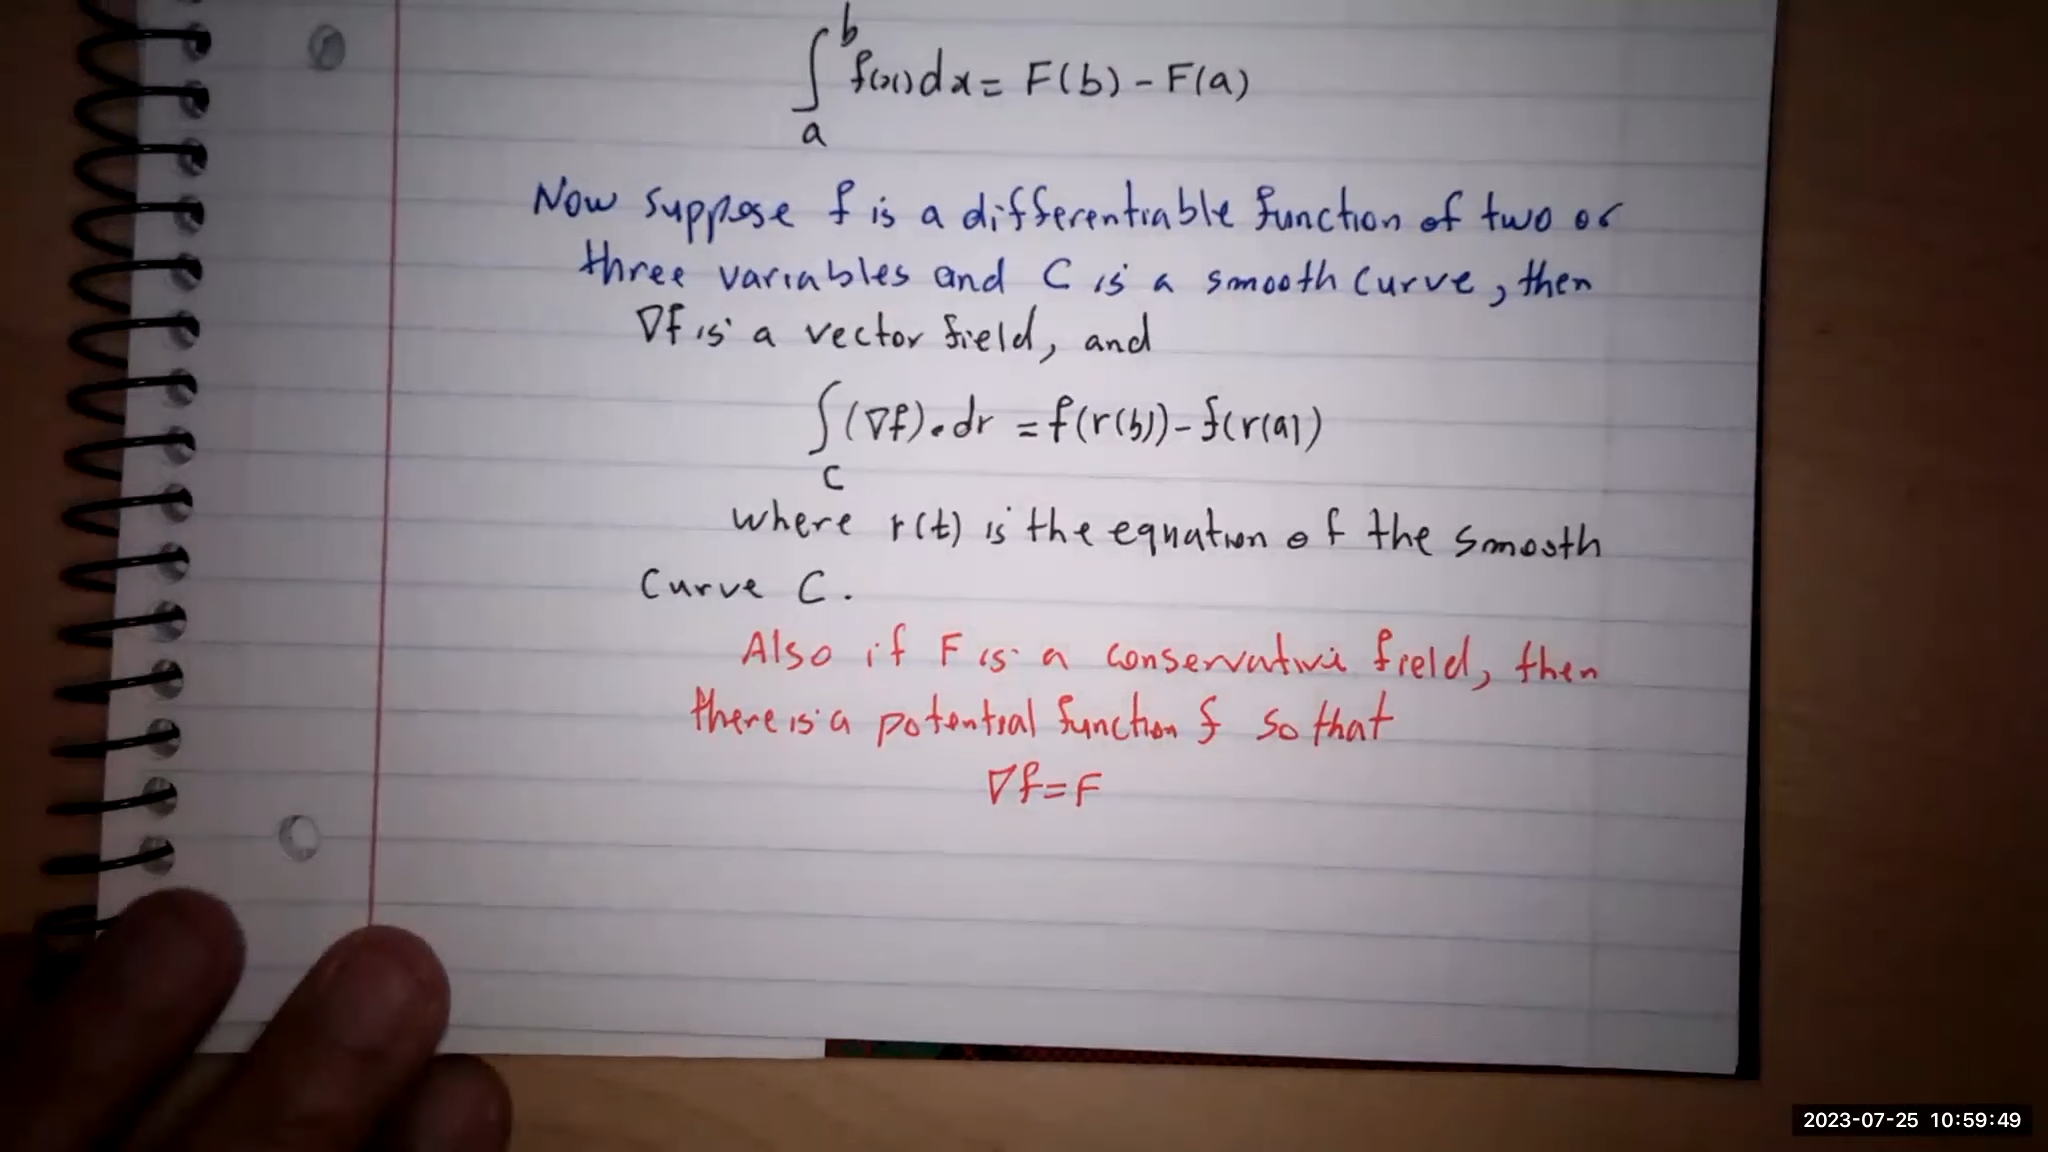 ∫_a^b f(x)dx = F(b) - F(a)
Now suppose f is a differentiable function of two or
three variables and C is a smooth curve, then
∇f is a vector field, and
∫_C (∇f)•dr = f(r(b)) - f(r(a))
where r(t) is the equation of the smooth
curve C.
Also if F is a conservative field, then
there is a potential function f so that
∇f = F
2023-07-25 10:59:49